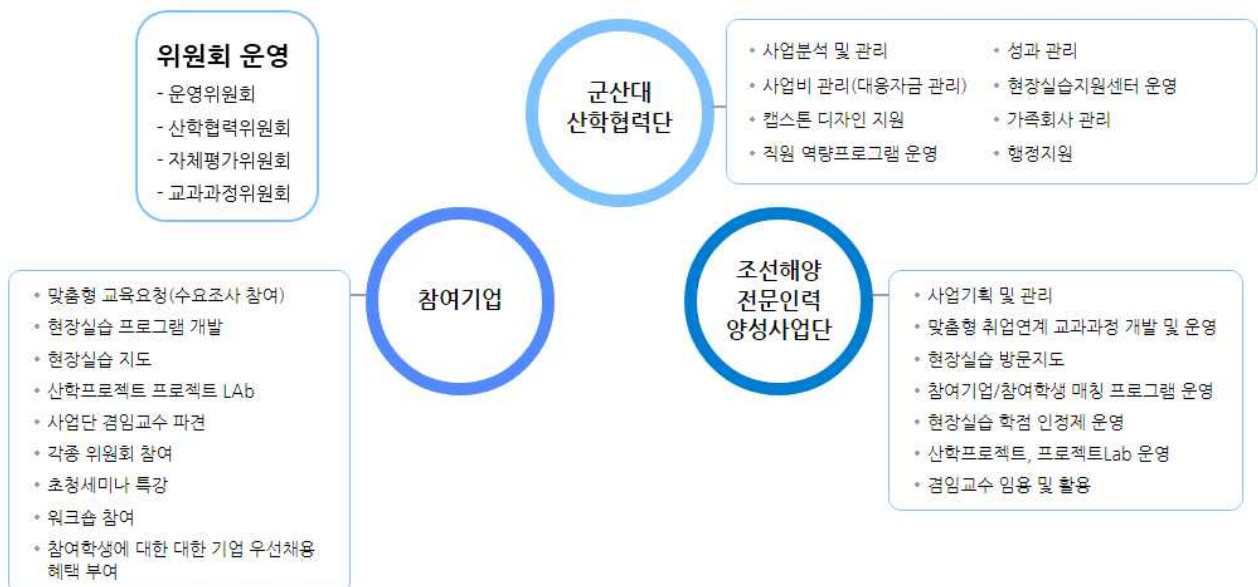 위원회 운영
- 운영위원회
- 산학협력위원회
- 자체평가위원회
- 교과과정위원회
군산대
산학협력단
• 사업분석 및 관리
• 사업비 관리(대응자금 관리)
• 캡스톤 디자인 지원
• 직원 역량프로그램 운영
• 성과 관리
• 현장실습지원센터 운영
• 가족회사 관리
• 행정지원
참여기업
• 맞춤형 교육요청(수요조사 참여)
• 현장실습 프로그램 개발
• 현장실습 지도
• 산학프로젝트 프로젝트 LAb
• 사업단 겸임교수 파견
• 각종 위원회 참여
• 초청세미나 특강
• 워크숍 참여
• 참여학생에 대한 대한 기업 우선채용
혜택 부여
조선해양
전문인력
양성사업단
• 사업기획 및 관리
• 맞춤형 취업연계 교과과정 개발 및 운영
• 현장실습 방문지도
• 참여기업/참여학생 매칭 프로그램 운영
• 현장실습 학점 인정제 운영
• 산학프로젝트, 프로젝트Lab 운영
• 겸임교수 임용 및 활용